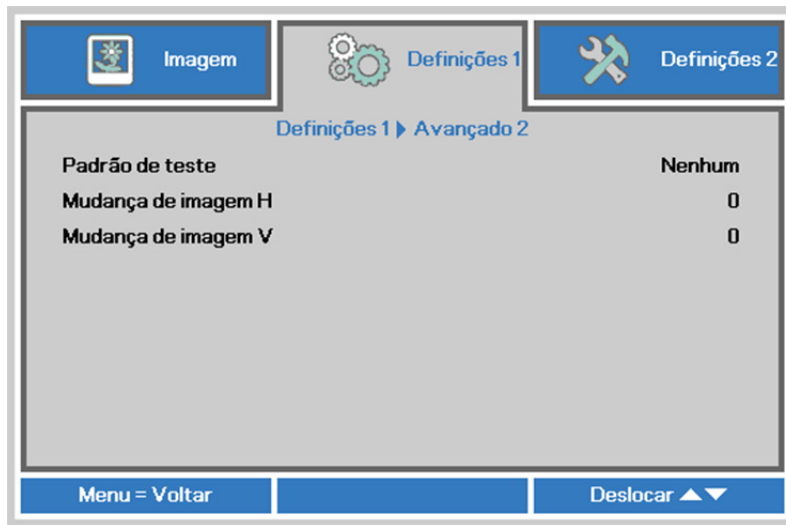 Imagem
Definições 1
Definições 2
Definições 1 ▶ Avançado 2
Padrão de teste Nenhum
Mudança de imagem H 0
Mudança de imagem V 0
Menu = Voltar
Deslocar ▲▼